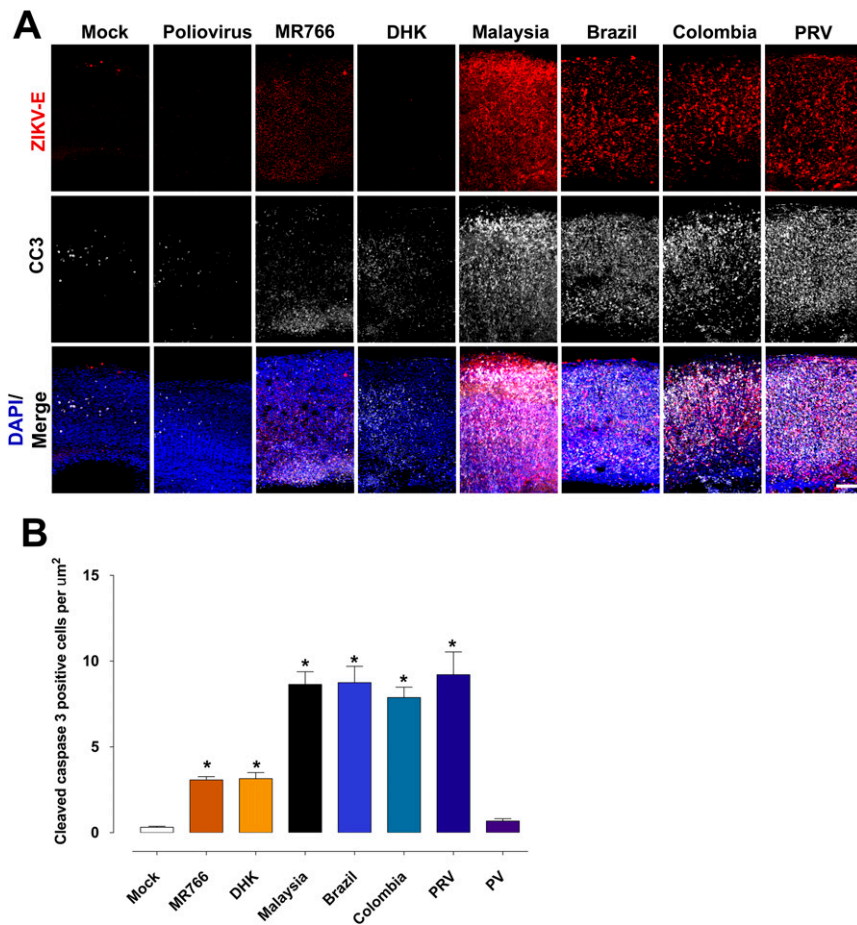 A
Mock Poliovirus MR766 DHK Malaysia Brazil Colombia PRV
ZIKV-E
CC3
DAPI/
Merge
B
Cleaved caspase 3 positive cells per um²
15
10
5
0
* * * * * *
Mock MR766 DHK Malaysia Brazil Colombia PRV PV